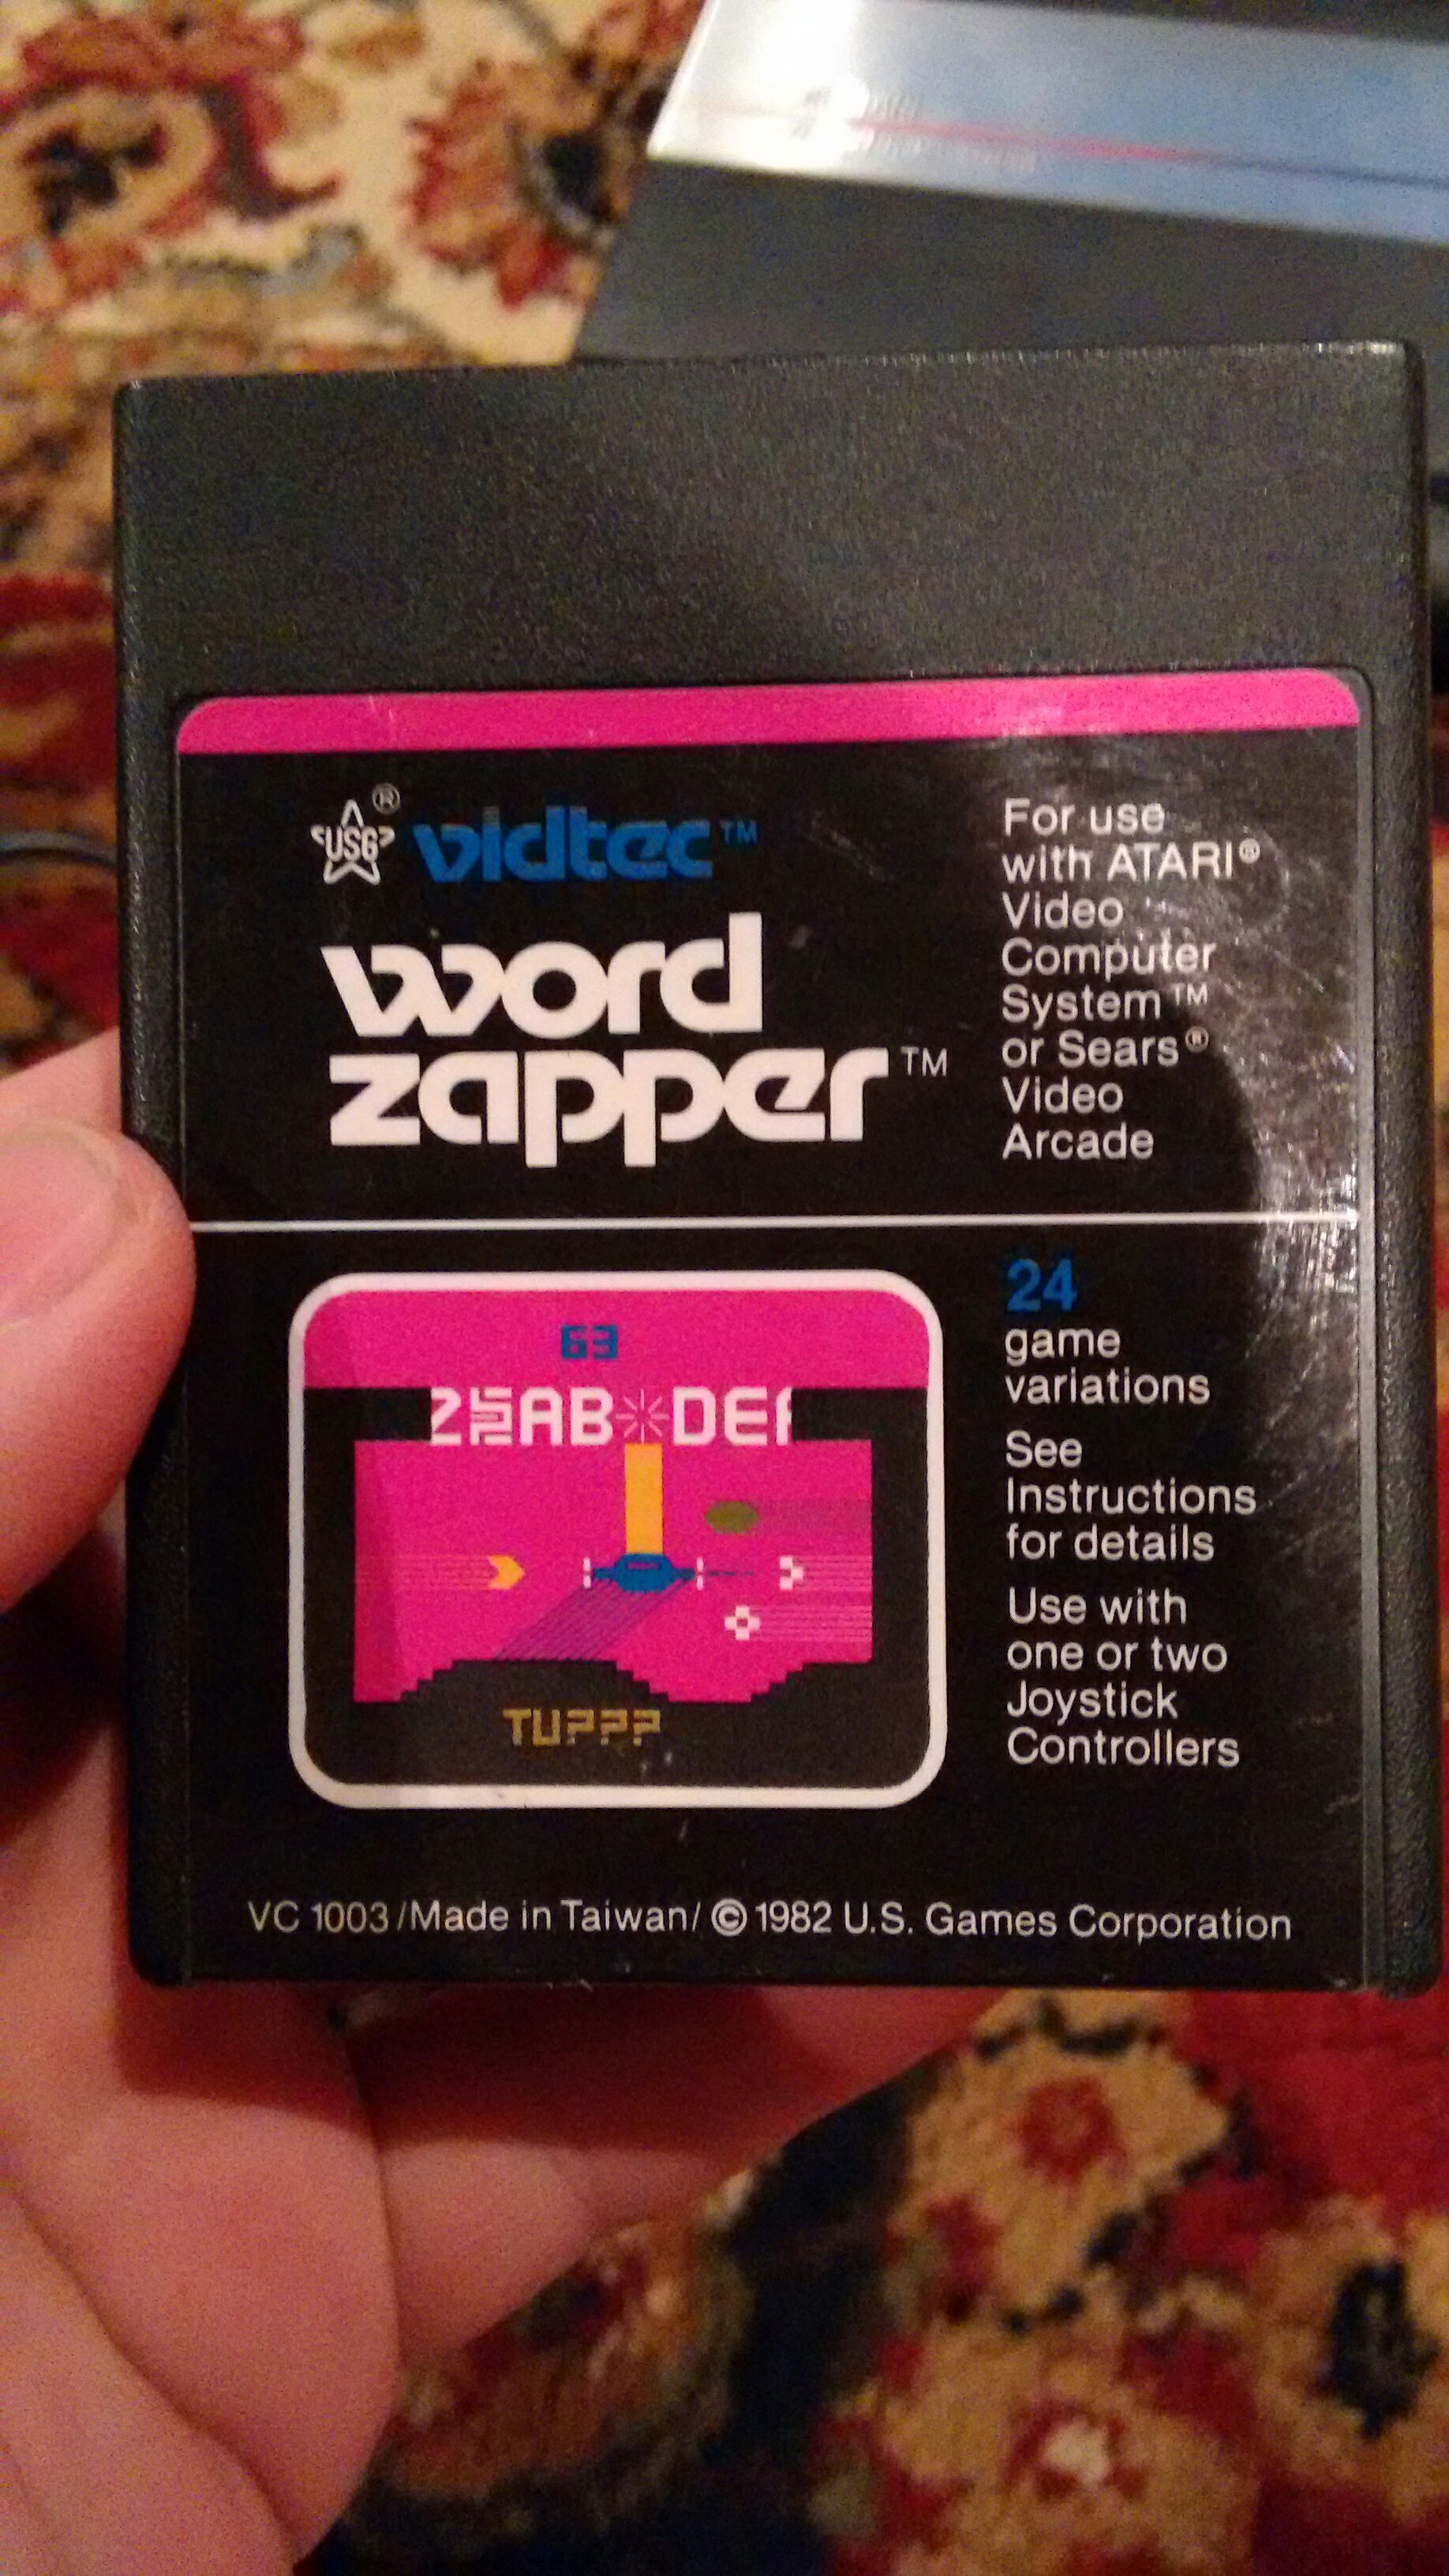 USG® vidtec™
word
zapper™
For use
with ATARI®
Video
Computer
System™
or Sears®
Video
Arcade
63
AB DEF
TU???
24
game
variations
See
Instructions
for details
Use with
one or two
Joystick
Controllers
VC 1003/Made in Taiwan/ © 1982 U.S. Games Corporation